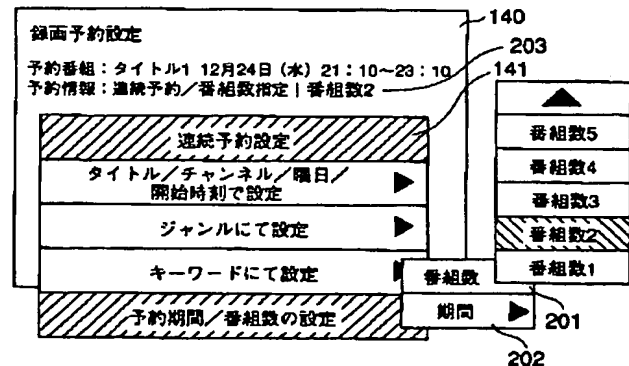 録画予約設定
予約番組：タイトル1 12月24日（水）21：10～23：10
予約情報：連続予約／番組数指定｜番組数2
連続予約設定
タイトル／チャンネル／曜日／
開始時刻で設定
ジャンルにて設定
キーワードにて設定
予約期間／番組数の設定
番組数
期間
番組数5
番組数4
番組数3
番組数2
番組数1
140
203
141
201
202